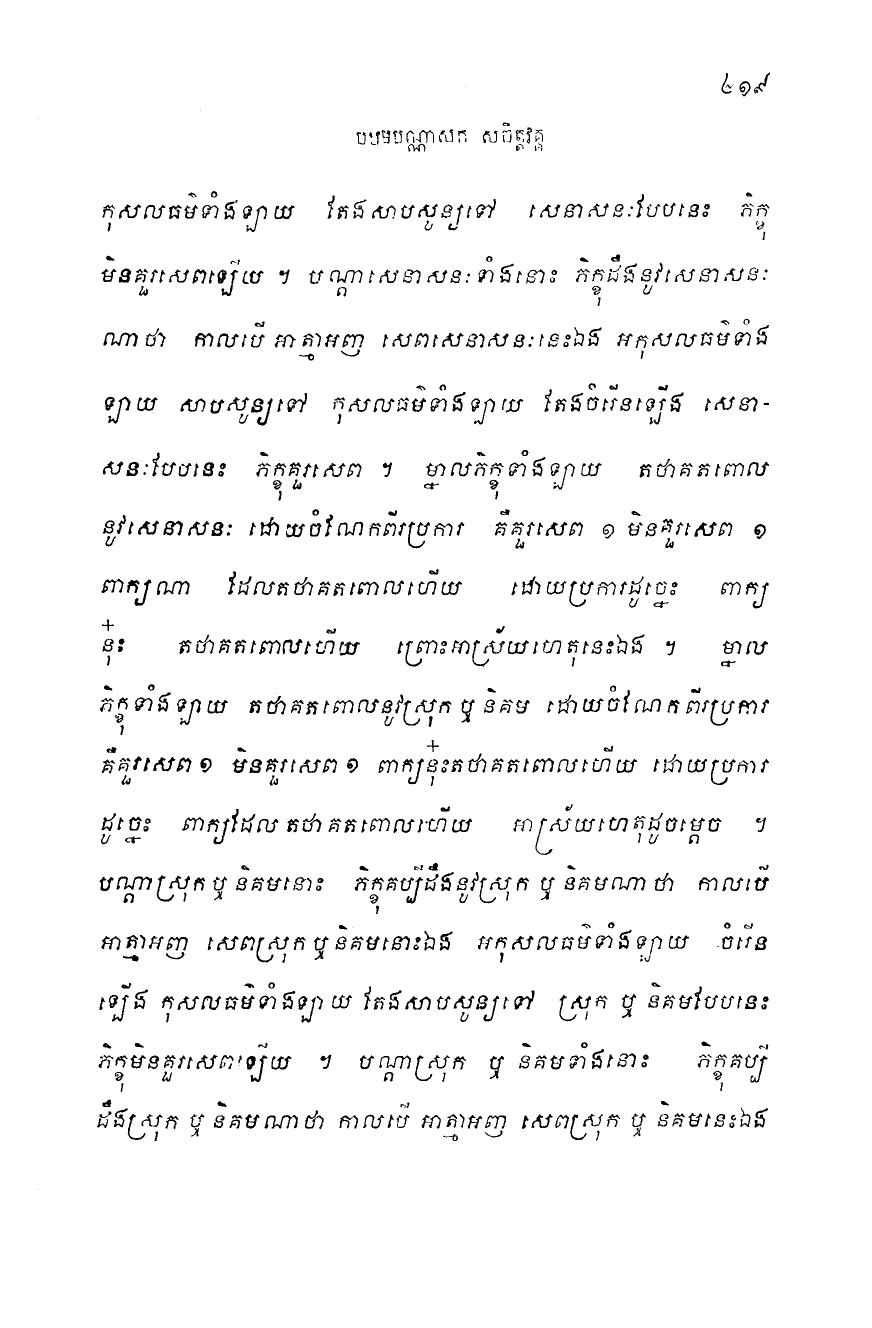 ៤១៩
បឋមបណ្ណាសក សចិត្តវគ្គ
កុសលធម៌ទាំងឡាយ តែងសាបសូន្យទៅ សេនាសនៈបែបនេះ ភិក្ខុ
មិនគួរសេពឡើយ ។ បណ្តាសេនាសនៈទាំងនោះ ភិក្ខុដឹងនូវសេនាសនៈ
ណាថា កាលបើ អាត្មាអញ សេពសេនាសនៈនេះឯង អកុសលធម៌ទាំង
ឡាយ សាបសូន្យទៅ កុសលធម៌ទាំងឡាយ តែងចំរើនឡើង សេនា-
សនៈបែបនេះ ភិក្ខុគួរសេព ។ ម្នាលភិក្ខុទាំងឡាយ តថាគតពោល
នូវសេនាសនៈ ដោយចំណែកពីរប្រការ គឺគួរសេព ១ មិនគួរសេព ១
ពាក្យណា ដែលតថាគតពោលហើយ ដោយប្រការដូច្នេះ ពាក្យ
នុ៎ះ តថាគតពោលហើយ ព្រោះអាស្រ័យហេតុនេះឯង ។ ម្នាល
ភិក្ខុទាំងឡាយ តថាគតពោលនូវស្រុក ឬ និគម ដោយចំណែកពីរប្រការ
គឺគួរសេព ១ មិនគួរសេព ១ ពាក្យនុ៎ះតថាគតពោលហើយ ដោយប្រការ
ដូច្នេះ ពាក្យដែលតថាគតពោលហើយ អាស្រ័យហេតុដូចម្តេច ។
បណ្តាស្រុក ឬ និគមនោះ ភិក្ខុគប្បីដឹងនូវស្រុក ឬ និគមណាថា កាលបើ
អាត្មាអញ សេពស្រុក ឬ និគមនោះឯង អកុសលធម៌ទាំងឡាយ ចំរើន
ឡើង កុសលធម៌ទាំងឡាយ តែងសាបសូន្យទៅ ស្រុក ឬ និគមបែបនេះ
ភិក្ខុមិនគួរសេពឡើយ ។ បណ្តាស្រុក ឬ និគមទាំងនោះ ភិក្ខុគប្បី
ដឹងស្រុក ឬ និគមណាថា កាលបើ អាត្មាអញ សេពស្រុក ឬ និគមនេះឯង